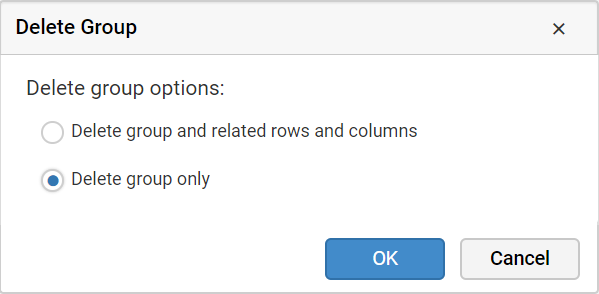 Delete Group
Delete group options:
Delete group and related rows and columns
Delete group only
OK
Cancel